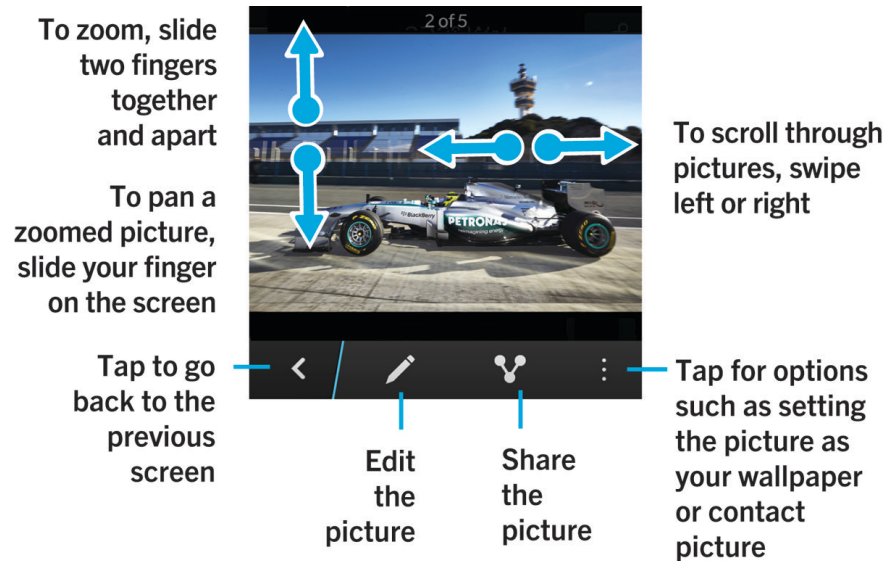 2 of 5
To zoom, slide
two fingers
together
and apart
To pan a
zoomed picture,
slide your finger
on the screen
To scroll through
pictures, swipe
left or right
BlackBerry
PETRONAS
Tap to go
back to the
previous
screen
Edit
the
picture
Share
the
picture
Tap for options
such as setting
the picture as
your wallpaper
or contact
picture